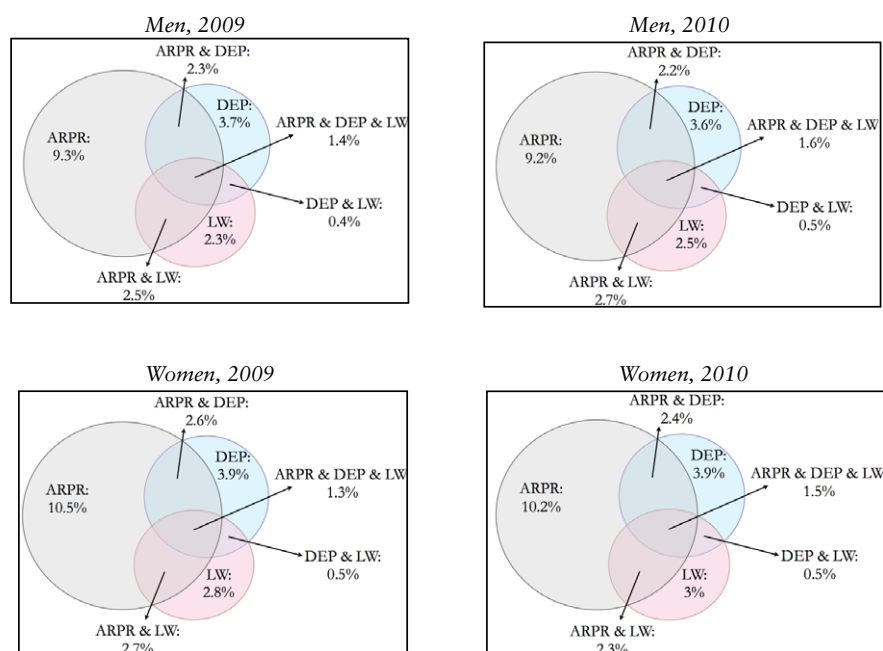 Men, 2009
ARPR & DEP:
2.3%
DEP:
3.7%
ARPR & DEP & LW
1.4%
ARPR:
9.3%
DEP & LW:
0.4%
LW:
2.3%
ARPR & LW:
2.5%
Men, 2010
ARPR & DEP:
2.2%
DEP:
3.6%
ARPR & DEP & LW
1.6%
ARPR:
9.2%
DEP & LW:
0.5%
LW:
2.5%
ARPR & LW:
2.7%
Women, 2009
ARPR & DEP:
2.6%
DEP:
3.9%
ARPR & DEP & LW
1.3%
ARPR:
10.5%
DEP & LW:
0.5%
LW:
2.8%
ARPR & LW:
2.7%
Women, 2010
ARPR & DEP:
2.4%
DEP:
3.9%
ARPR & DEP & LW
1.5%
ARPR:
10.2%
DEP & LW:
0.5%
LW:
3%
ARPR & LW:
2.3%